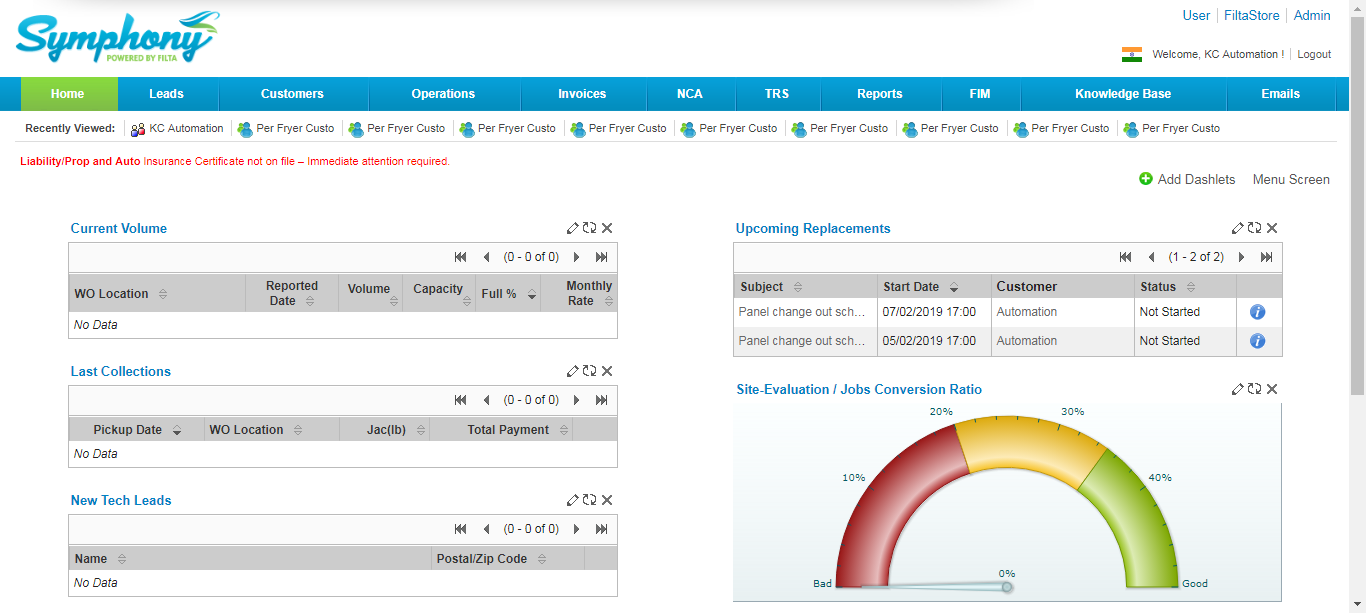 User FiltaStore Admin
Symphony
POWERED BY FILTA
Welcome, KC Automation ! Logout
Home Leads Customers Operations Invoices NCA TRS Reports FIM Knowledge Base Emails
Recently Viewed: KC Automation Per Fryer Custo Per Fryer Custo Per Fryer Custo Per Fryer Custo Per Fryer Custo Per Fryer Custo Per Fryer Custo Per Fryer Custo Per Fryer Custo
Liability/Prop and Auto Insurance Certificate not on file – Immediate attention required.
Add Dashlets Menu Screen
Current Volume
(0 - 0 of 0)
WO Location Reported Date Volume Capacity Full % Monthly Rate
No Data
Last Collections
(0 - 0 of 0)
Pickup Date WO Location Jac(lb) Total Payment
No Data
New Tech Leads
(0 - 0 of 0)
Name Postal/Zip Code
No Data
Upcoming Replacements
(1 - 2 of 2)
Subject Start Date Customer Status
Panel change out sch... 07/02/2019 17:00 Automation Not Started
Panel change out sch... 05/02/2019 17:00 Automation Not Started
Site-Evaluation / Jobs Conversion Ratio
20% 30%
10% 40%
0%
Bad Good